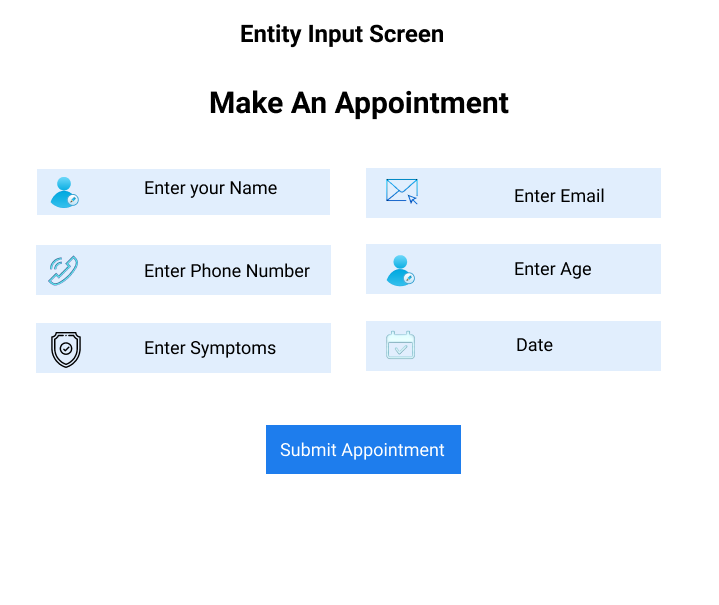 Entity Input Screen
Make An Appointment
Enter your Name
Enter Email
Enter Phone Number
Enter Age
Enter Symptoms
Date
Submit Appointment